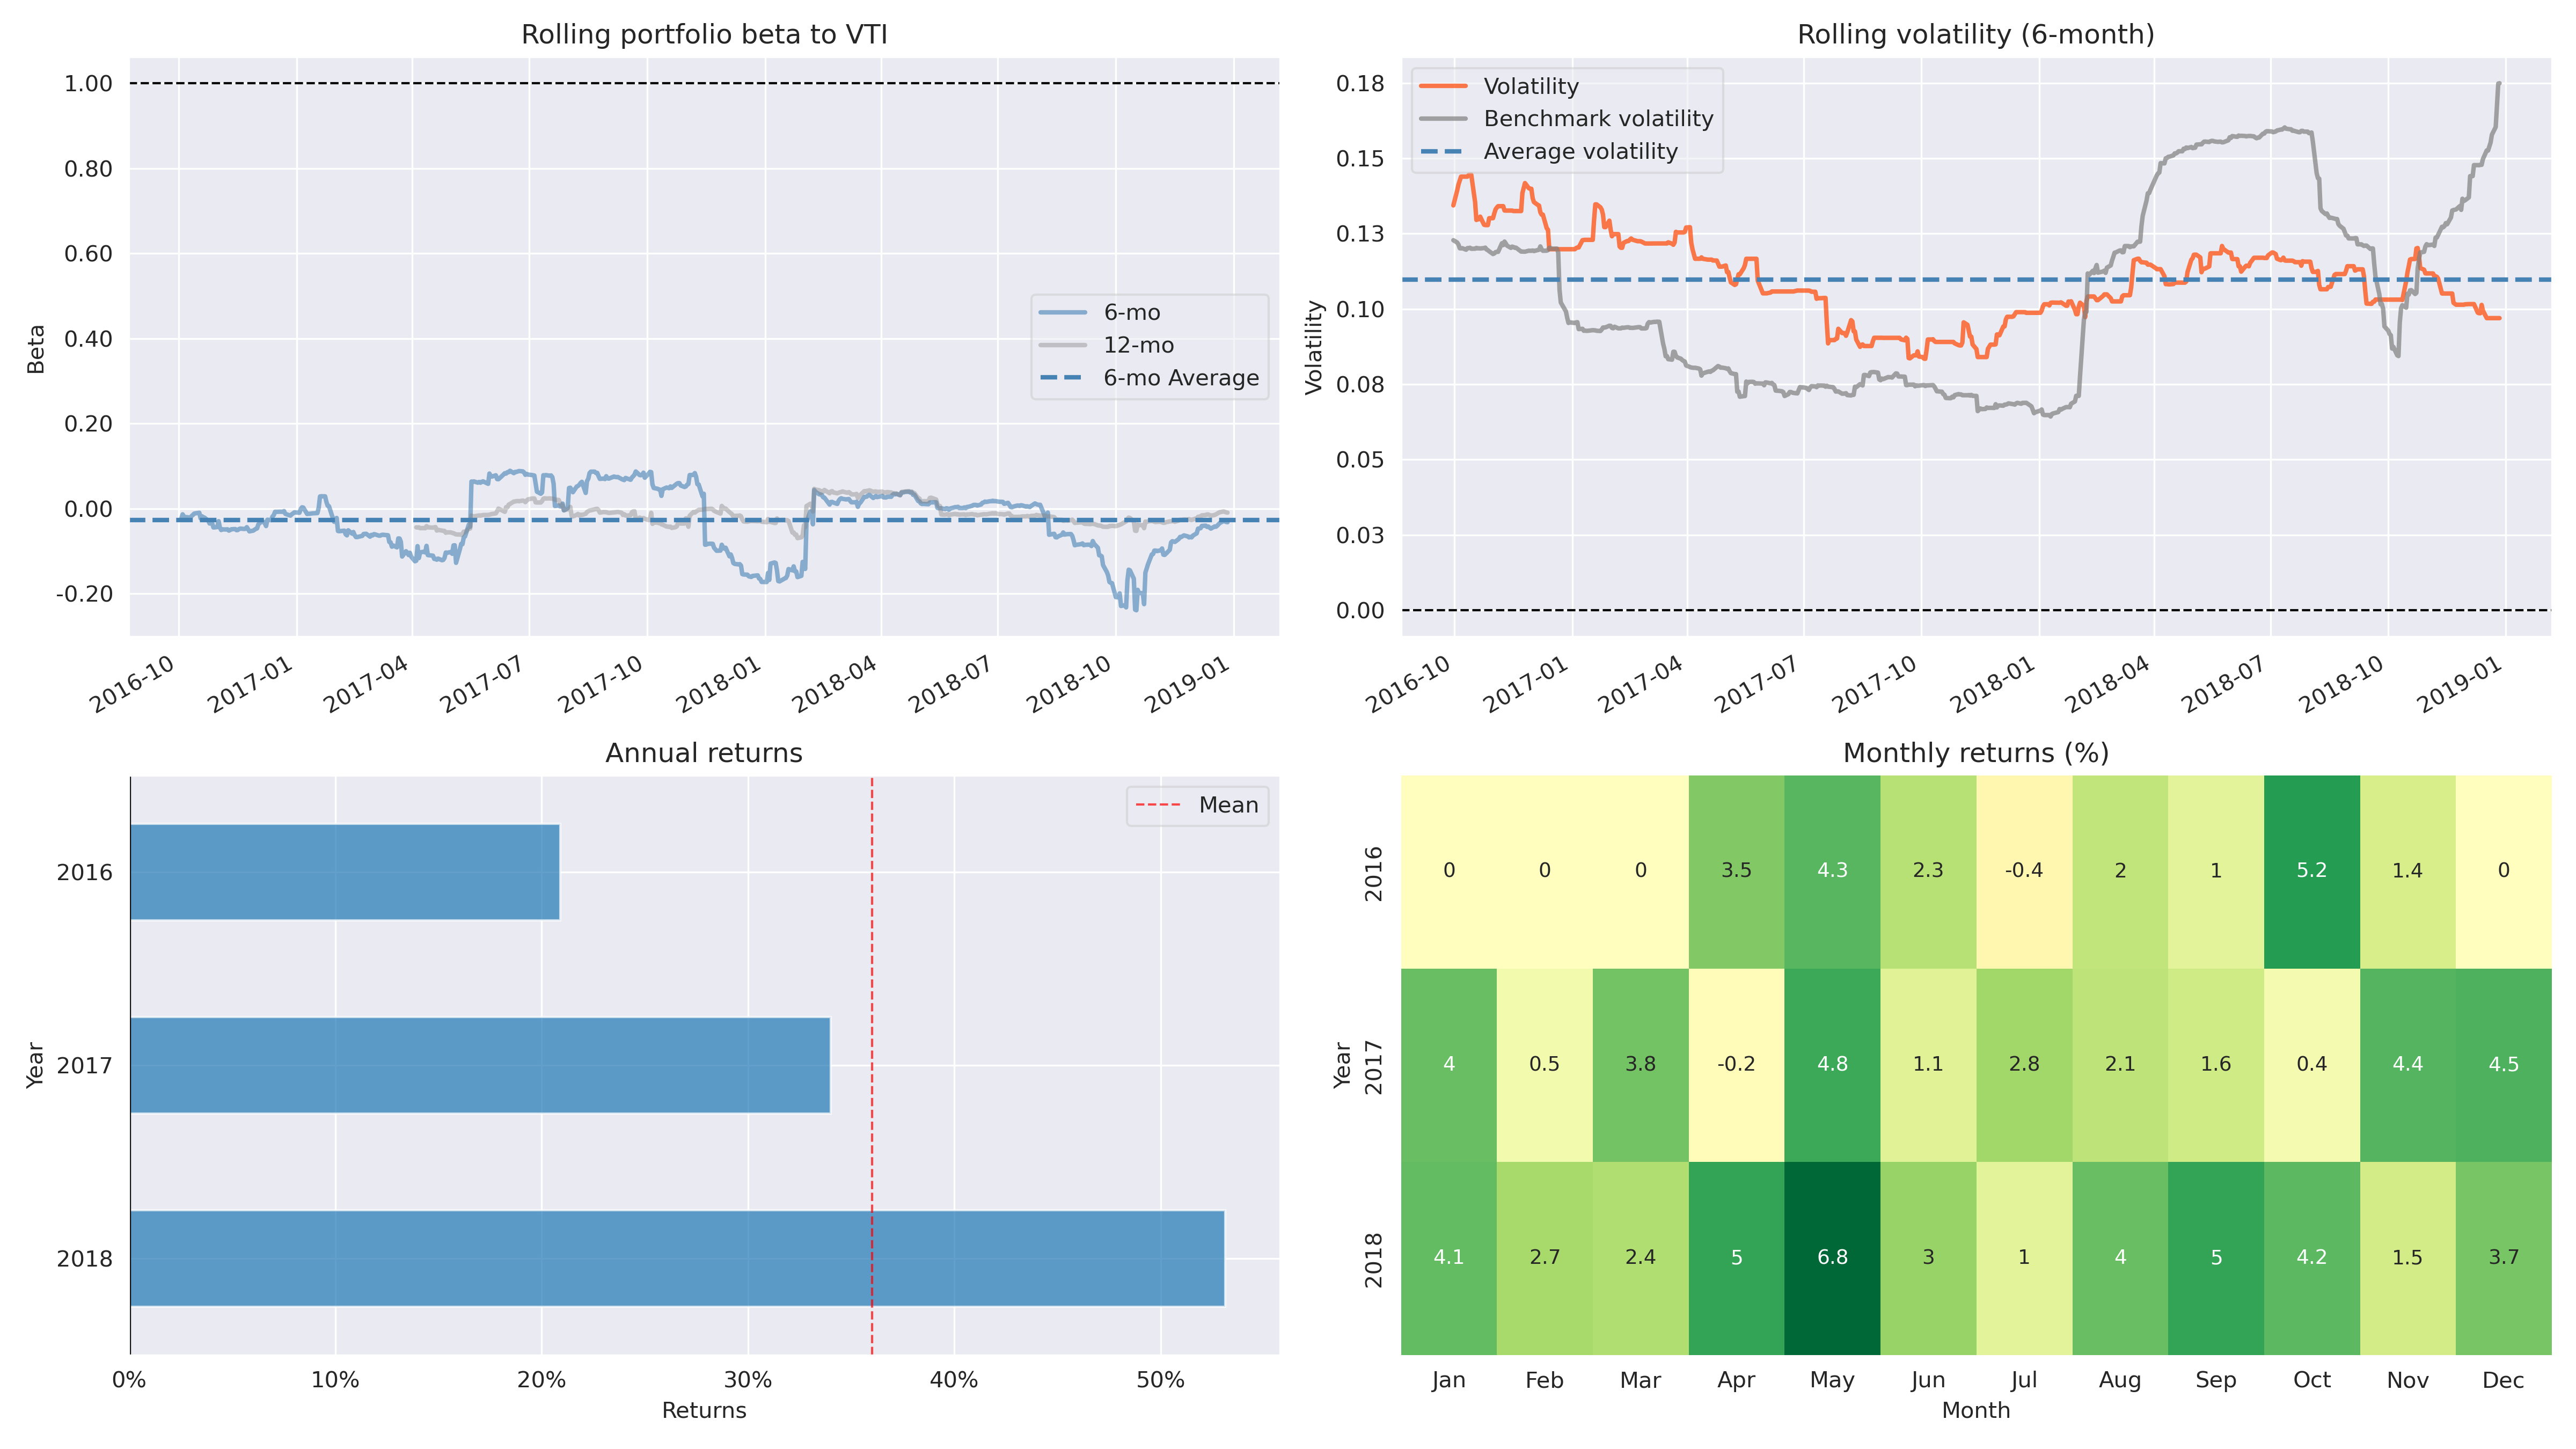 Rolling portfolio beta to VTI
1.00
0.80
0.60
0.40
0.20
0.00
-0.20
Beta
6-mo
12-mo
6-mo Average
2016-10
2017-01
2017-04
2017-07
2017-10
2018-01
2018-04
2018-07
2018-10
2019-01
Rolling volatility (6-month)
0.18
0.15
0.13
0.10
0.08
0.05
0.03
0.00
Volatility
Volatility
Benchmark volatility
Average volatility
2016-10
2017-01
2017-04
2017-07
2017-10
2018-01
2018-04
2018-07
2018-10
2019-01
Annual returns
Mean
Year
2016
2017
2018
0% 10% 20% 30% 40% 50%
Returns
Monthly returns (%)
Year
2016 0 0 0 3.5 4.3 2.3 -0.4 2 1 5.2 1.4 0
2017 4 0.5 3.8 -0.2 4.8 1.1 2.8 2.1 1.6 0.4 4.4 4.5
2018 4.1 2.7 2.4 5 6.8 3 1 4 5 4.2 1.5 3.7
Jan Feb Mar Apr May Jun Jul Aug Sep Oct Nov Dec
Month